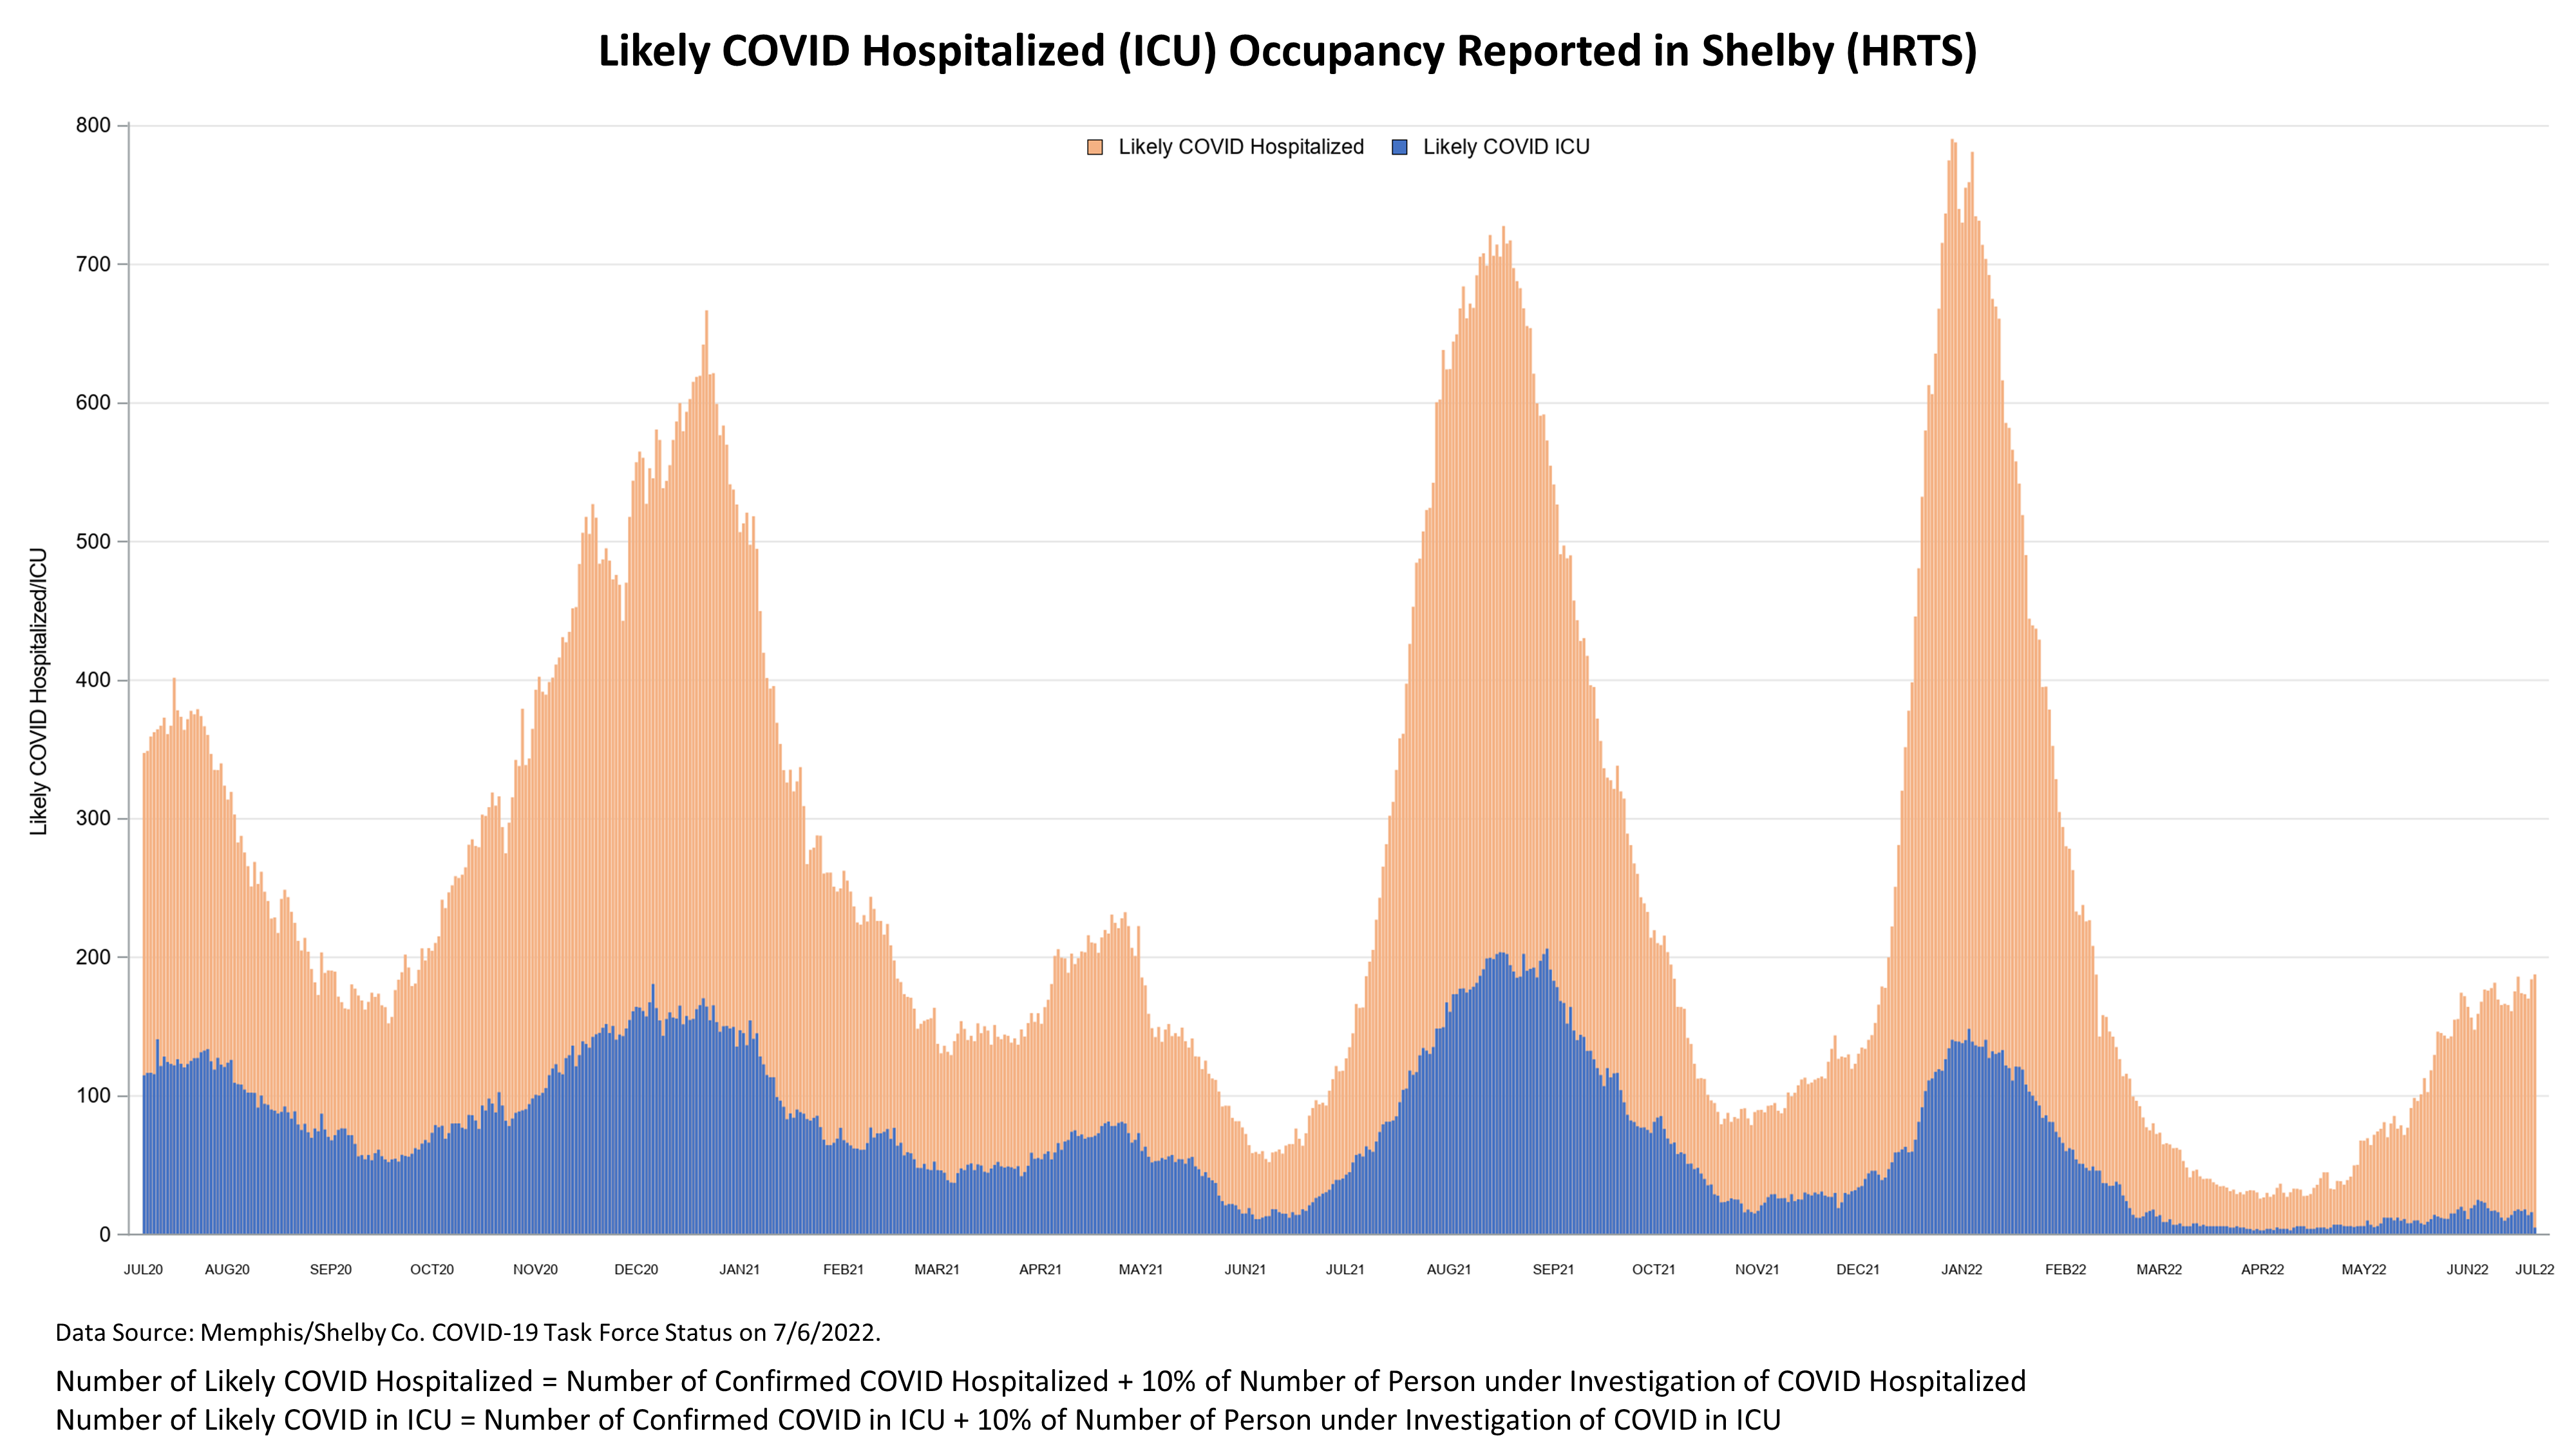 Likely COVID Hospitalized (ICU) Occupancy Reported in Shelby (HRTS)
Likely COVID Hospitalized Likely COVID ICU
Likely COVID Hospitalized/ICU
800
700
600
500
400
300
200
100
0
JUL20 AUG20 SEP20 OCT20 NOV20 DEC20 JAN21 FEB21 MAR21 APR21 MAY21 JUN21 JUL21 AUG21 SEP21 OCT21 NOV21 DEC21 JAN22 FEB22 MAR22 APR22 MAY22 JUN22 JUL22
Data Source: Memphis/Shelby Co. COVID-19 Task Force Status on 7/6/2022.
Number of Likely COVID Hospitalized = Number of Confirmed COVID Hospitalized + 10% of Number of Person under Investigation of COVID Hospitalized
Number of Likely COVID in ICU = Number of Confirmed COVID in ICU + 10% of Number of Person under Investigation of COVID in ICU